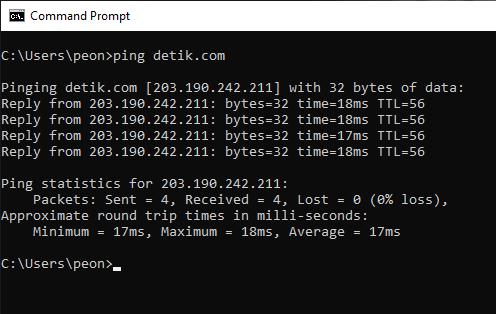 Command Prompt
C:\Users\peon>ping detik.com
Pinging detik.com [203.190.242.211] with 32 bytes of data:
Reply from 203.190.242.211: bytes=32 time=18ms TTL=56
Reply from 203.190.242.211: bytes=32 time=18ms TTL=56
Reply from 203.190.242.211: bytes=32 time=17ms TTL=56
Reply from 203.190.242.211: bytes=32 time=18ms TTL=56
Ping statistics for 203.190.242.211:
    Packets: Sent = 4, Received = 4, Lost = 0 (0% loss),
Approximate round trip times in milli-seconds:
    Minimum = 17ms, Maximum = 18ms, Average = 17ms
C:\Users\peon>